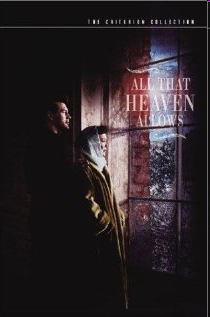 THE CRITERION COLLECTION
ALL THAT
HEAVEN
ALLOWS